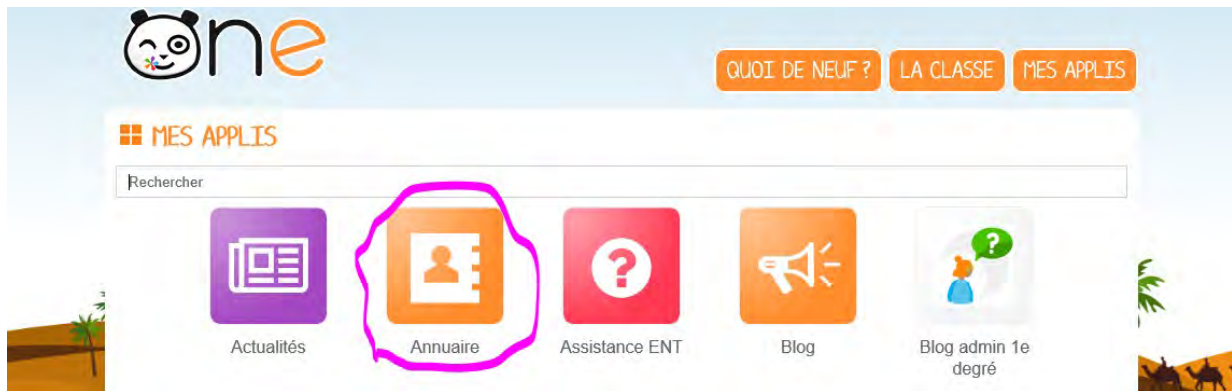 One
QUOI DE NEUF ? LA CLASSE MES APPLIS
MES APPLIS
Rechercher
Actualités Annuaire Assistance ENT Blog Blog admin 1e
degré